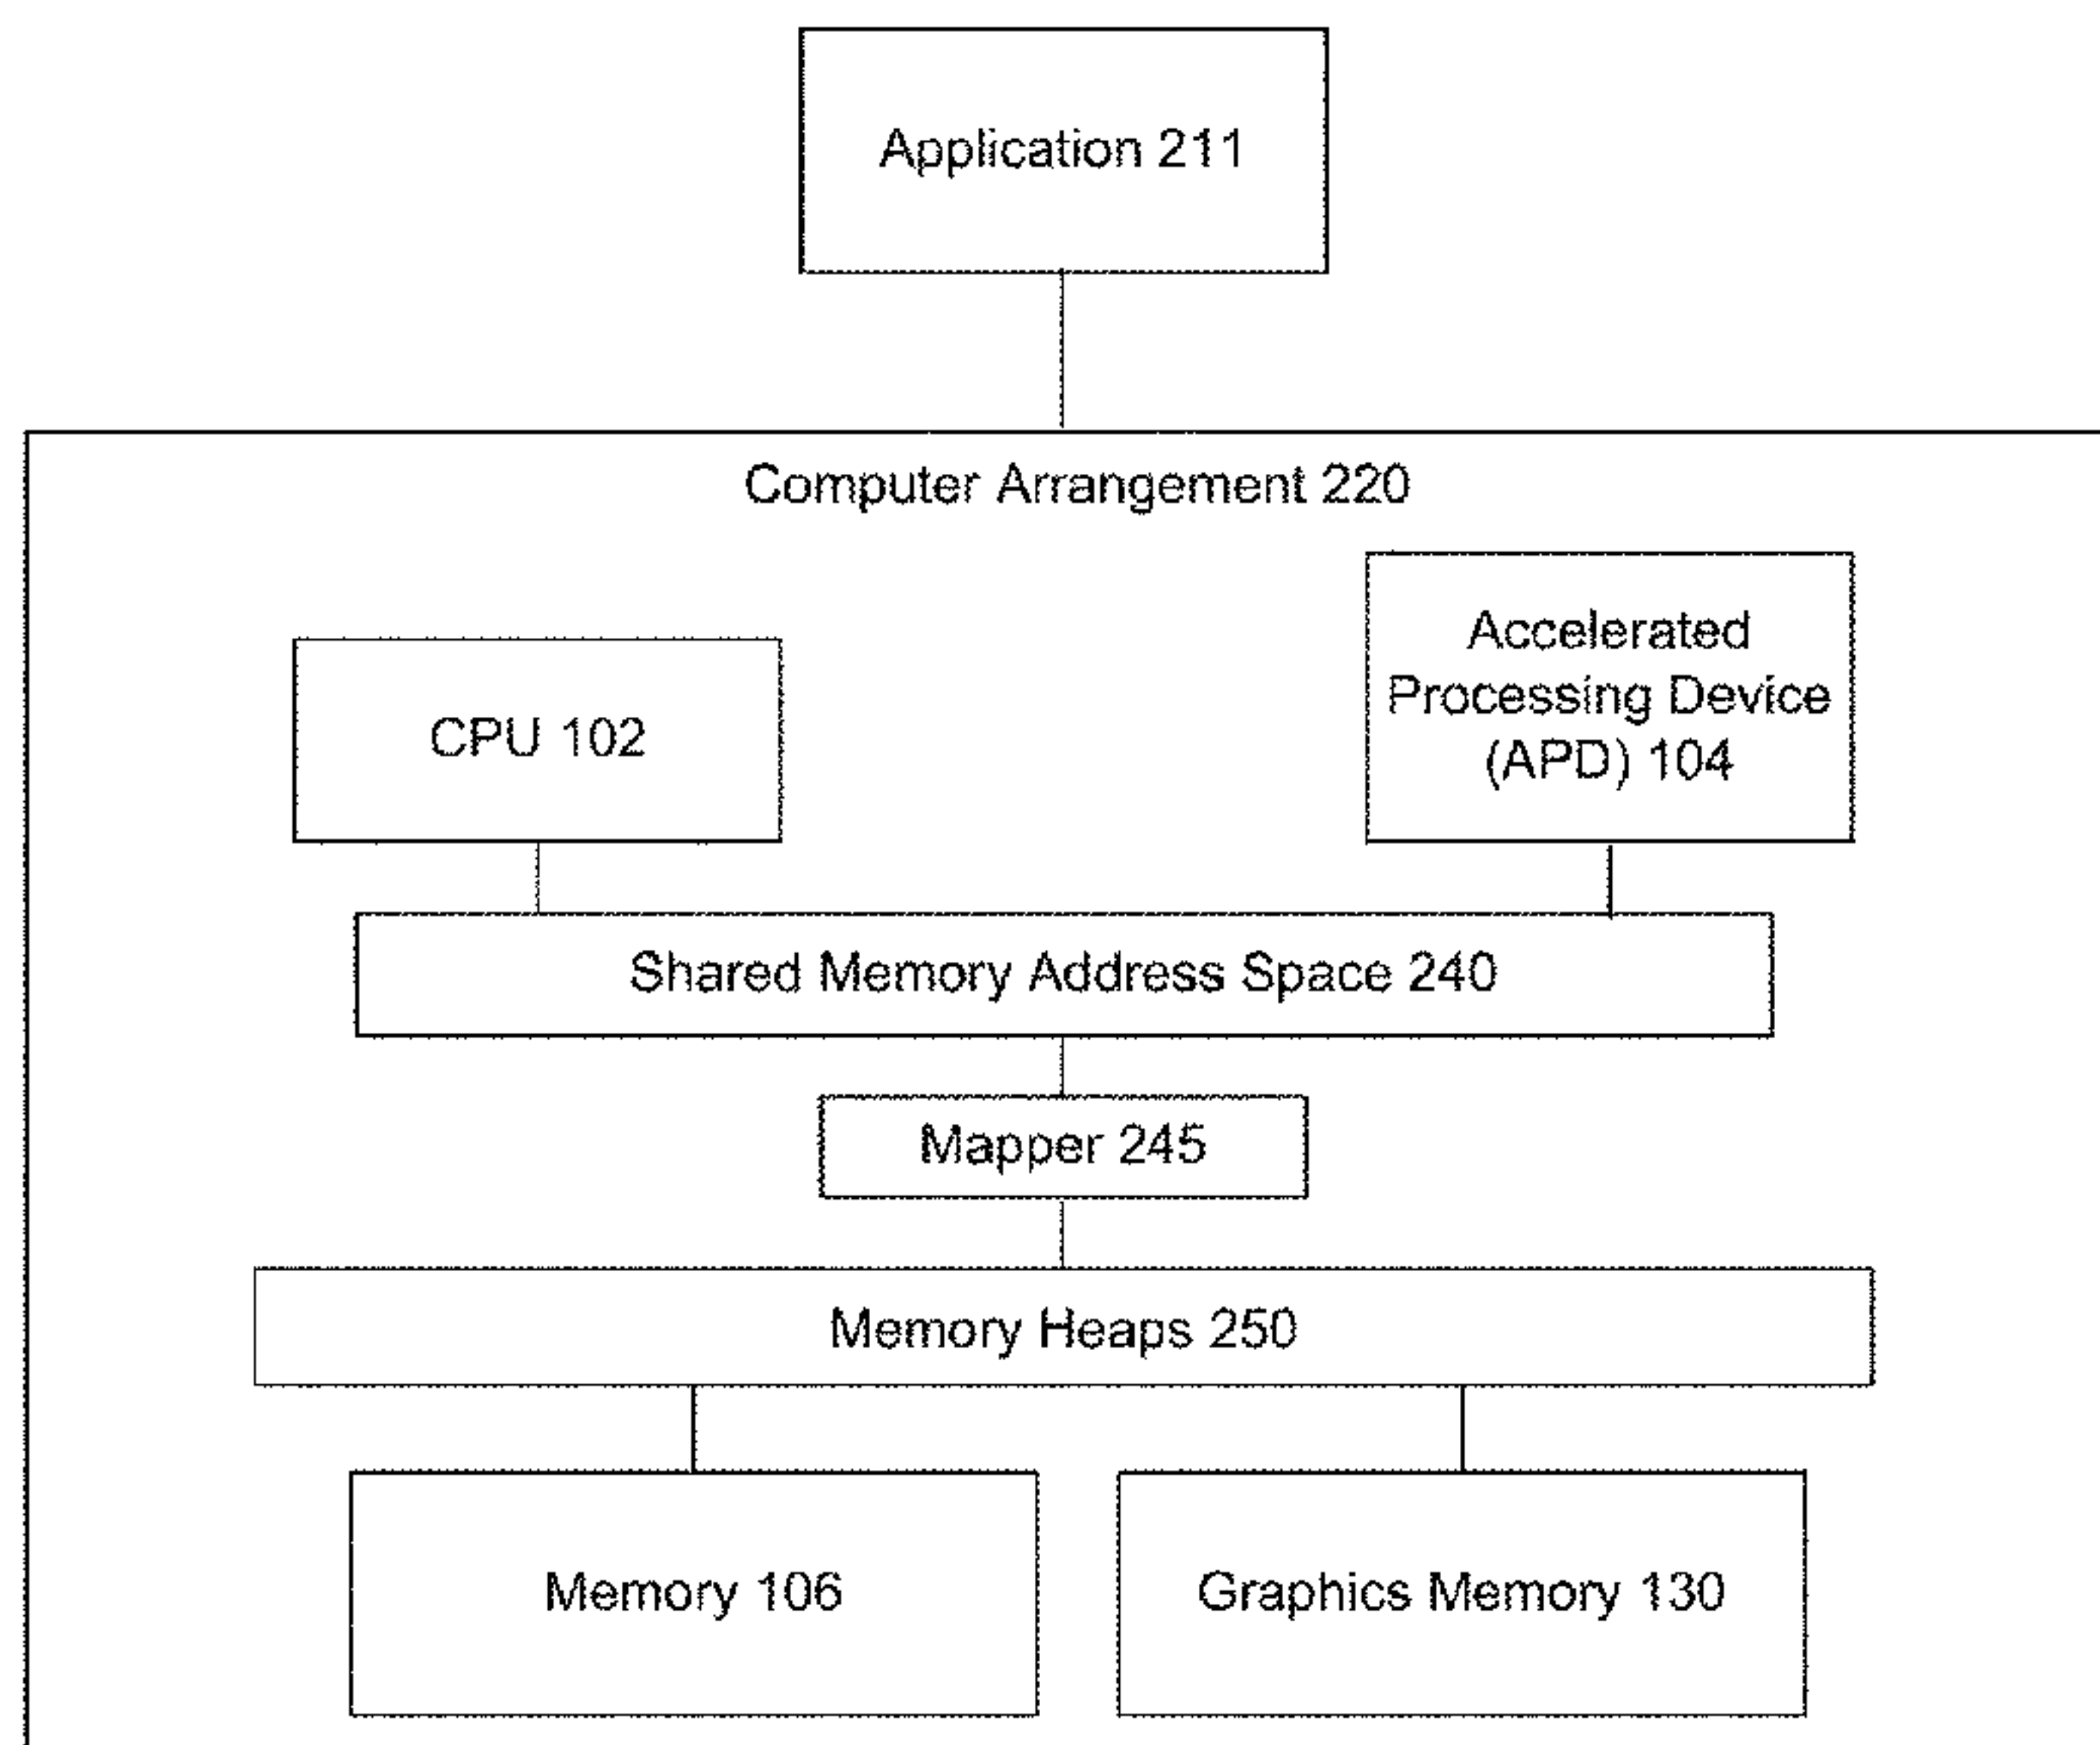 Application 211
Computer Arrangement 220
CPU 102
Accelerated
Processing Device
(APD) 104
Shared Memory Address Space 240
Mapper 245
Memory Heaps 250
Memory 106
Graphics Memory 130